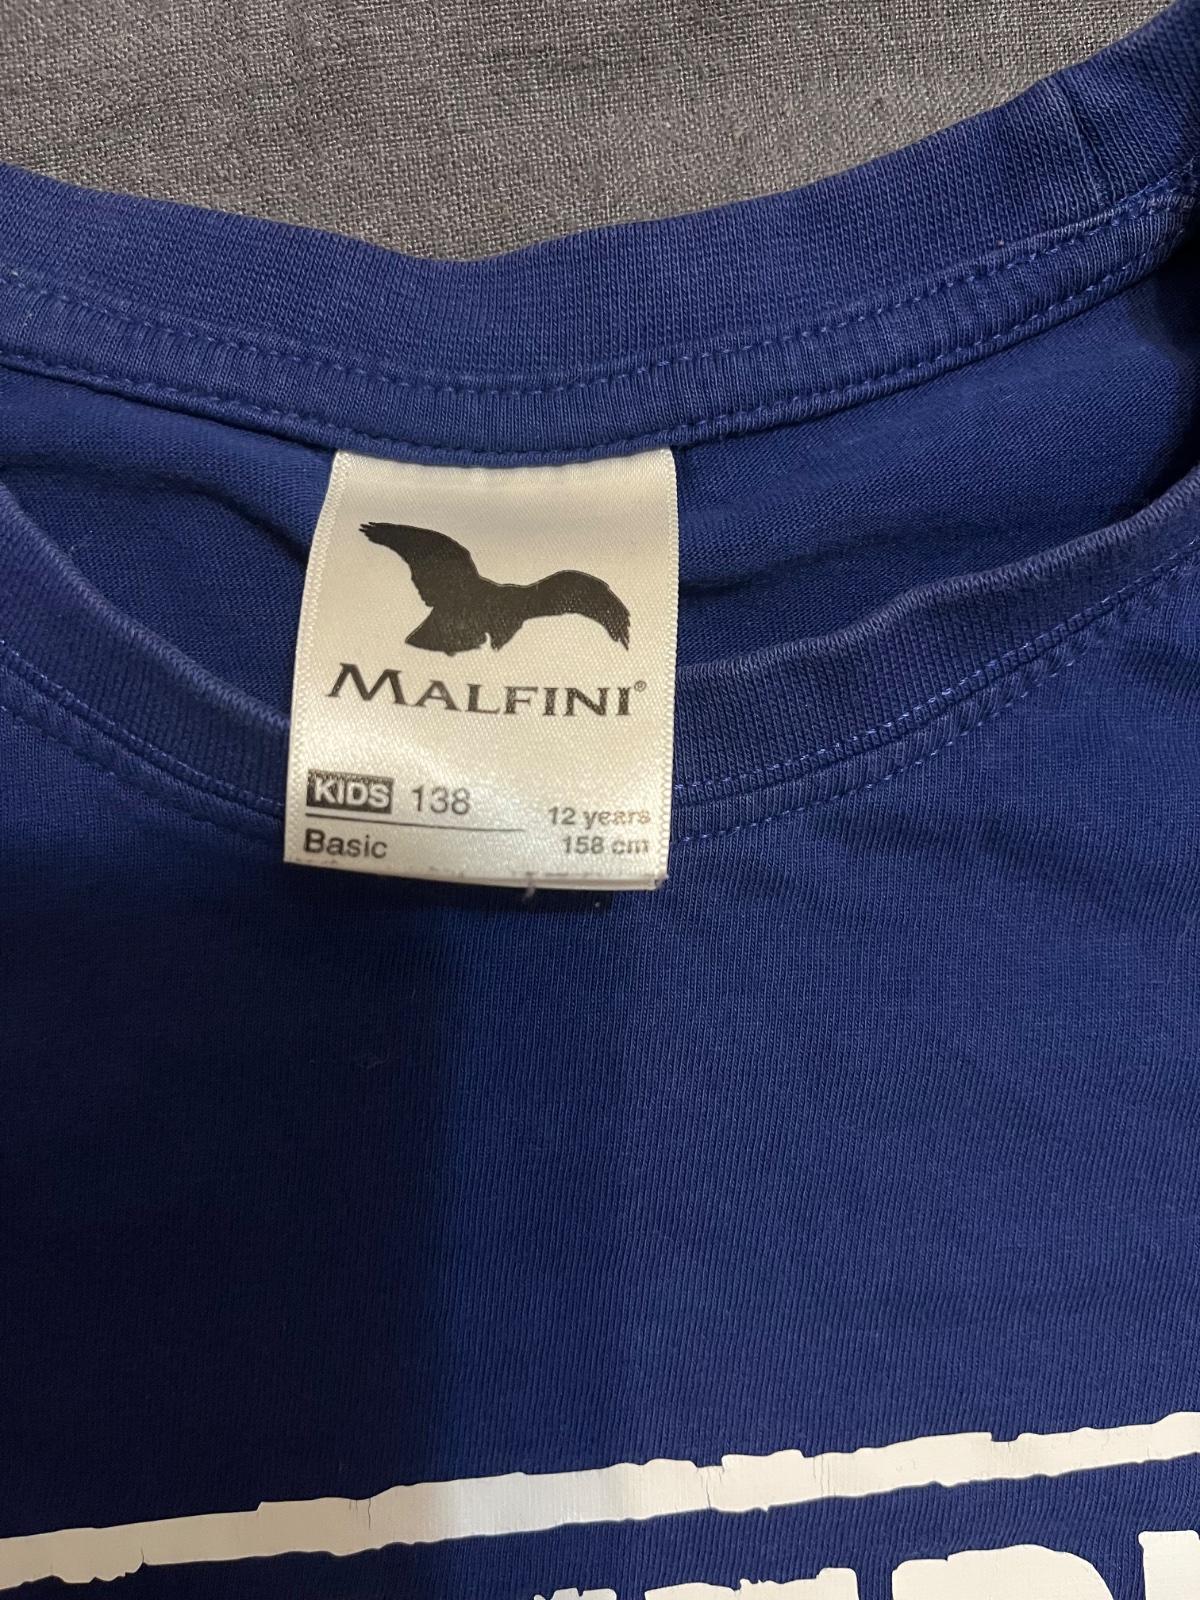 MALFINI®
KIDS 138
12 years
Basic
158 cm